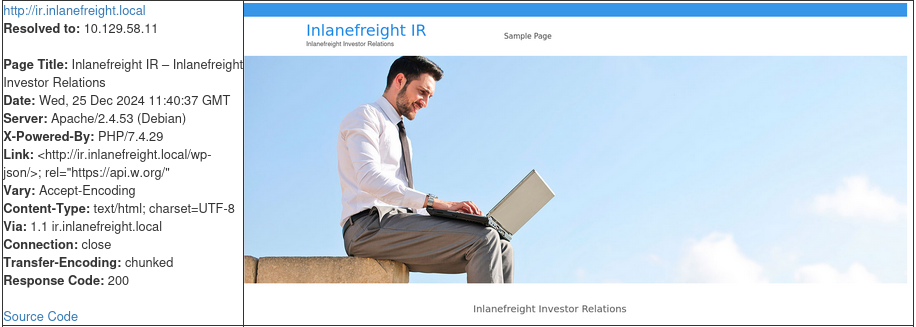 http://ir.inlanefreight.local
Resolved to: 10.129.58.11
Page Title: Inlanefreight IR – Inlanefreight
Investor Relations
Date: Wed, 25 Dec 2024 11:40:37 GMT
Server: Apache/2.4.53 (Debian)
X-Powered-By: PHP/7.4.29
Link: <http://ir.inlanefreight.local/wp-
json/>; rel="https://api.w.org/"
Vary: Accept-Encoding
Content-Type: text/html; charset=UTF-8
Via: 1.1 ir.inlanefreight.local
Connection: close
Transfer-Encoding: chunked
Response Code: 200
Source Code
Inlanefreight IR
Inlanefreight Investor Relations
Sample Page
Inlanefreight Investor Relations